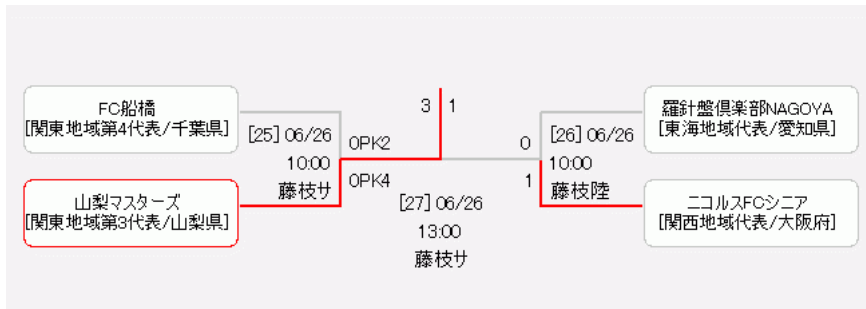 FC船橋
[関東地域第4代表/千葉県]
山梨マスターズ
[関東地域第3代表/山梨県]
[25] 06/26
10:00
藤枝サ
0PK2
0PK4
3 1
[27] 06/26
13:00
藤枝サ
0
1
[26] 06/26
10:00
藤枝陸
羅針盤倶楽部NAGOYA
[東海地域代表/愛知県]
ニコルスFCシニア
[関西地域代表/大阪府]